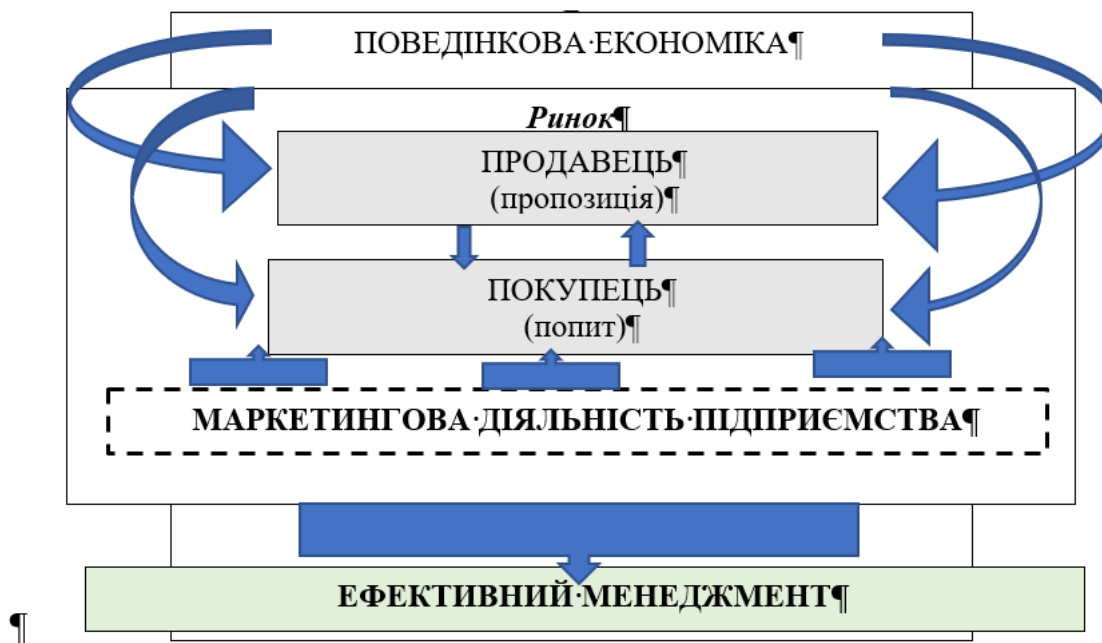 ПОВЕДІНКОВА·ЕКОНОМІКА¶
Ринок¶
ПРОДАВЕЦЬ¶
(пропозиція)¶
ПОКУПЕЦЬ¶
(попит)¶
МАРКЕТИНГОВА·ДІЯЛЬНІСТЬ·ПІДПРИЄМСТВА¶
ЕФЕКТИВНИЙ·МЕНЕДЖМЕНТ¶
¶